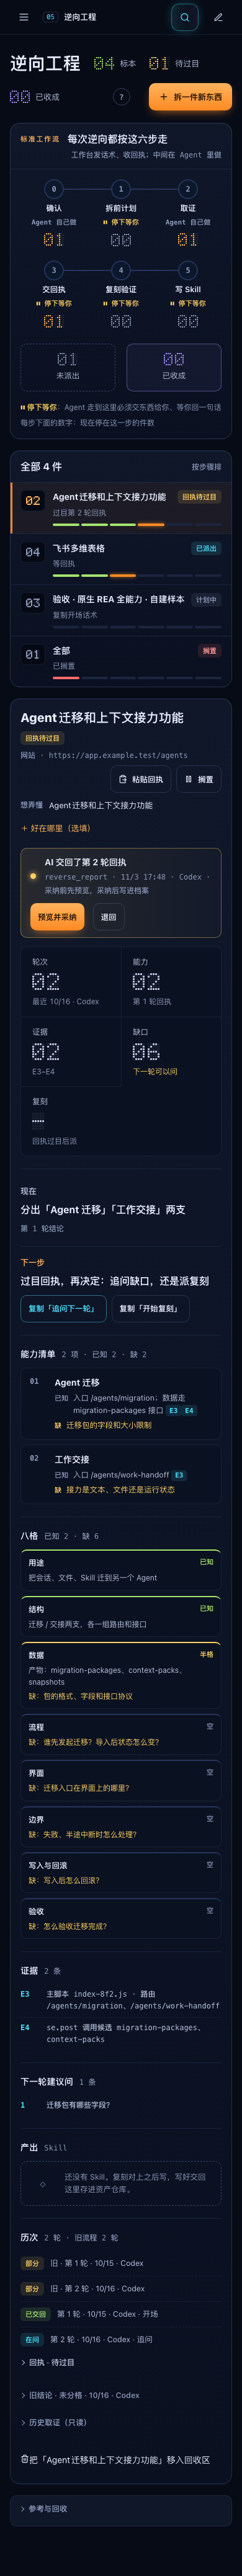 05 逆向工程
逆向工程 04 标本 01 待过目
00 已收成 ? + 拆一件新东西
标准工作流 每次逆向都按这六步走
工作台发话术、收回执；中间在 Agent 里做
0 1 2
确认 拆前计划 取证
Agent 自己做 停下等你 Agent 自己做
01 00 01
3 4 5
交回执 复刻验证 写 Skill
停下等你 停下等你 停下等你
01 00 00
01 00
未派出 已收成
停下等你：Agent 走到这里必须交东西给你，等你回一句话
每步下面的数字：现在停在这一步的件数
全部 4 件 按步骤排
02 Agent迁移和上下文接力功能 回执待过目
过目第 2 轮回执
04 飞书多维表格 已派出
等回执
03 验收 · 原生 REA 全能力 · 自建样本 计划中
复制开场话术
01 全部 搁置
已搁置
Agent迁移和上下文接力功能
回执待过目
网站 · https://app.example.test/agents
粘贴回执 搁置
想弄懂 Agent迁移和上下文接力功能
+ 好在哪里（选填）
AI 交回了第 2 轮回执
reverse_report · 11/3 17:48 · Codex ·
采纳前先预览，采纳后写进档案
预览并采纳 退回
轮次 能力
02 02
最近 10/16 · Codex 第 1 轮回执
证据 缺口
02 06
E3–E4 下一轮可以问
复刻
回执过目后派
现在
分出「Agent 迁移」「工作交接」两支
第 1 轮结论
下一步
过目回执，再决定：追问缺口，还是派复刻
复制「追问下一轮」 复制「开始复刻」
能力清单 2 项 · 已知 2 · 缺 2
01 Agent 迁移
已知 入口 /agents/migration；数据走
migration-packages 接口 E3 E4
缺 迁移包的字段和大小限制
02 工作交接
已知 入口 /agents/work-handoff E3
缺 接力是文本、文件还是运行状态
八格 已知 2 · 缺 6
用途 已知
把会话、文件、Skill 迁到另一个 Agent
结构 已知
迁移 / 交接两支，各一组路由和接口
数据 半格
产物：migration-packages、context-packs、
snapshots
缺：包的格式、字段和接口协议
流程 空
缺：谁先发起迁移？导入后状态怎么变？
界面 空
缺：迁移入口在界面上的哪里？
边界 空
缺：失败、半途中断时怎么处理？
写入与回滚 空
缺：写入后怎么回滚？
验收 空
缺：怎么验收迁移完成？
证据 2 条
E3 主脚本 index-8f2.js · 路由
/agents/migration、/agents/work-handoff
E4 se.post 调用候选 migration-packages、
context-packs
下一轮建议问 1 条
1 迁移包有哪些字段？
产出 Skill
还没有 Skill。复刻对上之后写，写好交回
这里存进资产仓库。
历次 2 轮 · 旧流程 2 轮
部分 旧 · 第 1 轮 · 10/15 · Codex
部分 旧 · 第 2 轮 · 10/16 · Codex
已交回 第 1 轮 · 10/15 · Codex · 开场
在问 第 2 轮 · 10/16 · Codex · 追问
回执 · 待过目
旧结论 · 未分格 · 10/16 · Codex
历史取证（只读）
把「Agent迁移和上下文接力功能」移入回收区
参考与回收